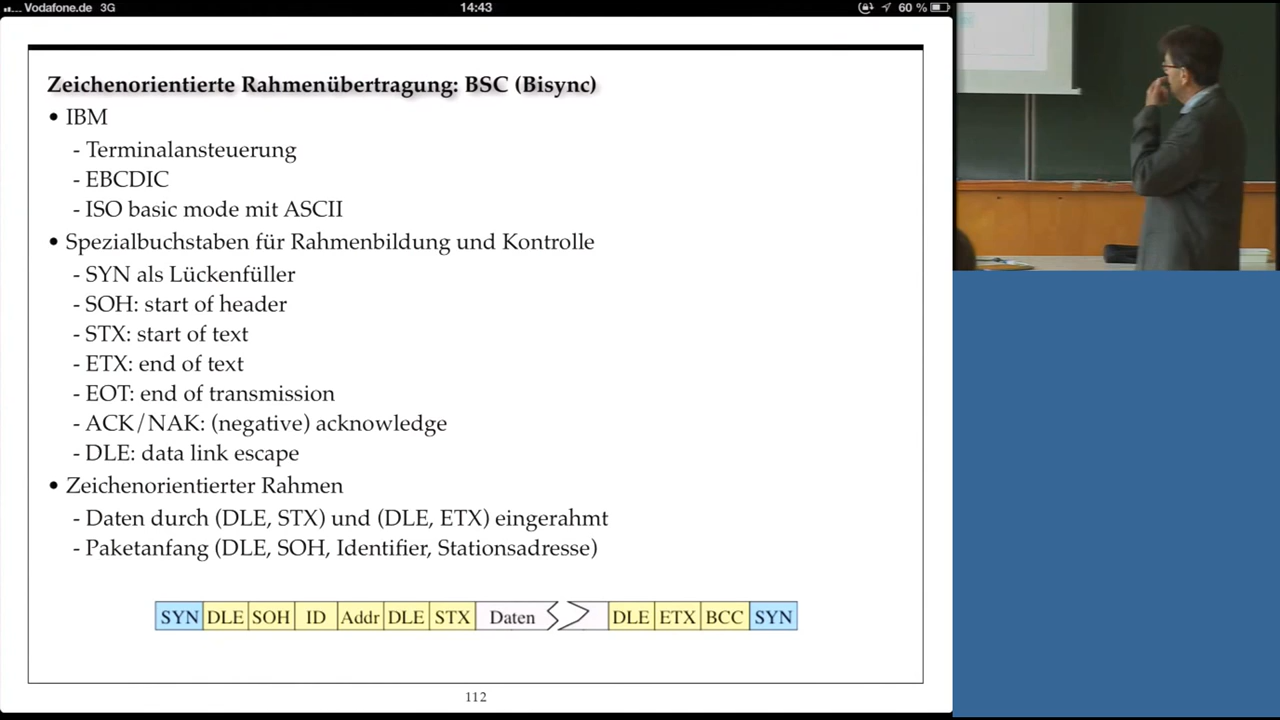 Vodafone.de 3G 14:43 60 %
Zeichenorientierte Rahmenübertragung: BSC (Bisync)
• IBM
- Terminalansteuerung
- EBCDIC
- ISO basic mode mit ASCII
• Spezialbuchstaben für Rahmenbildung und Kontrolle
- SYN als Lückenfüller
- SOH: start of header
- STX: start of text
- ETX: end of text
- EOT: end of transmission
- ACK/NAK: (negative) acknowledge
- DLE: data link escape
• Zeichenorientierter Rahmen
- Daten durch (DLE, STX) und (DLE, ETX) eingerahmt
- Paketanfang (DLE, SOH, Identifier, Stationsadresse)
SYN DLE SOH ID Addr DLE STX Daten DLE ETX BCC SYN
112